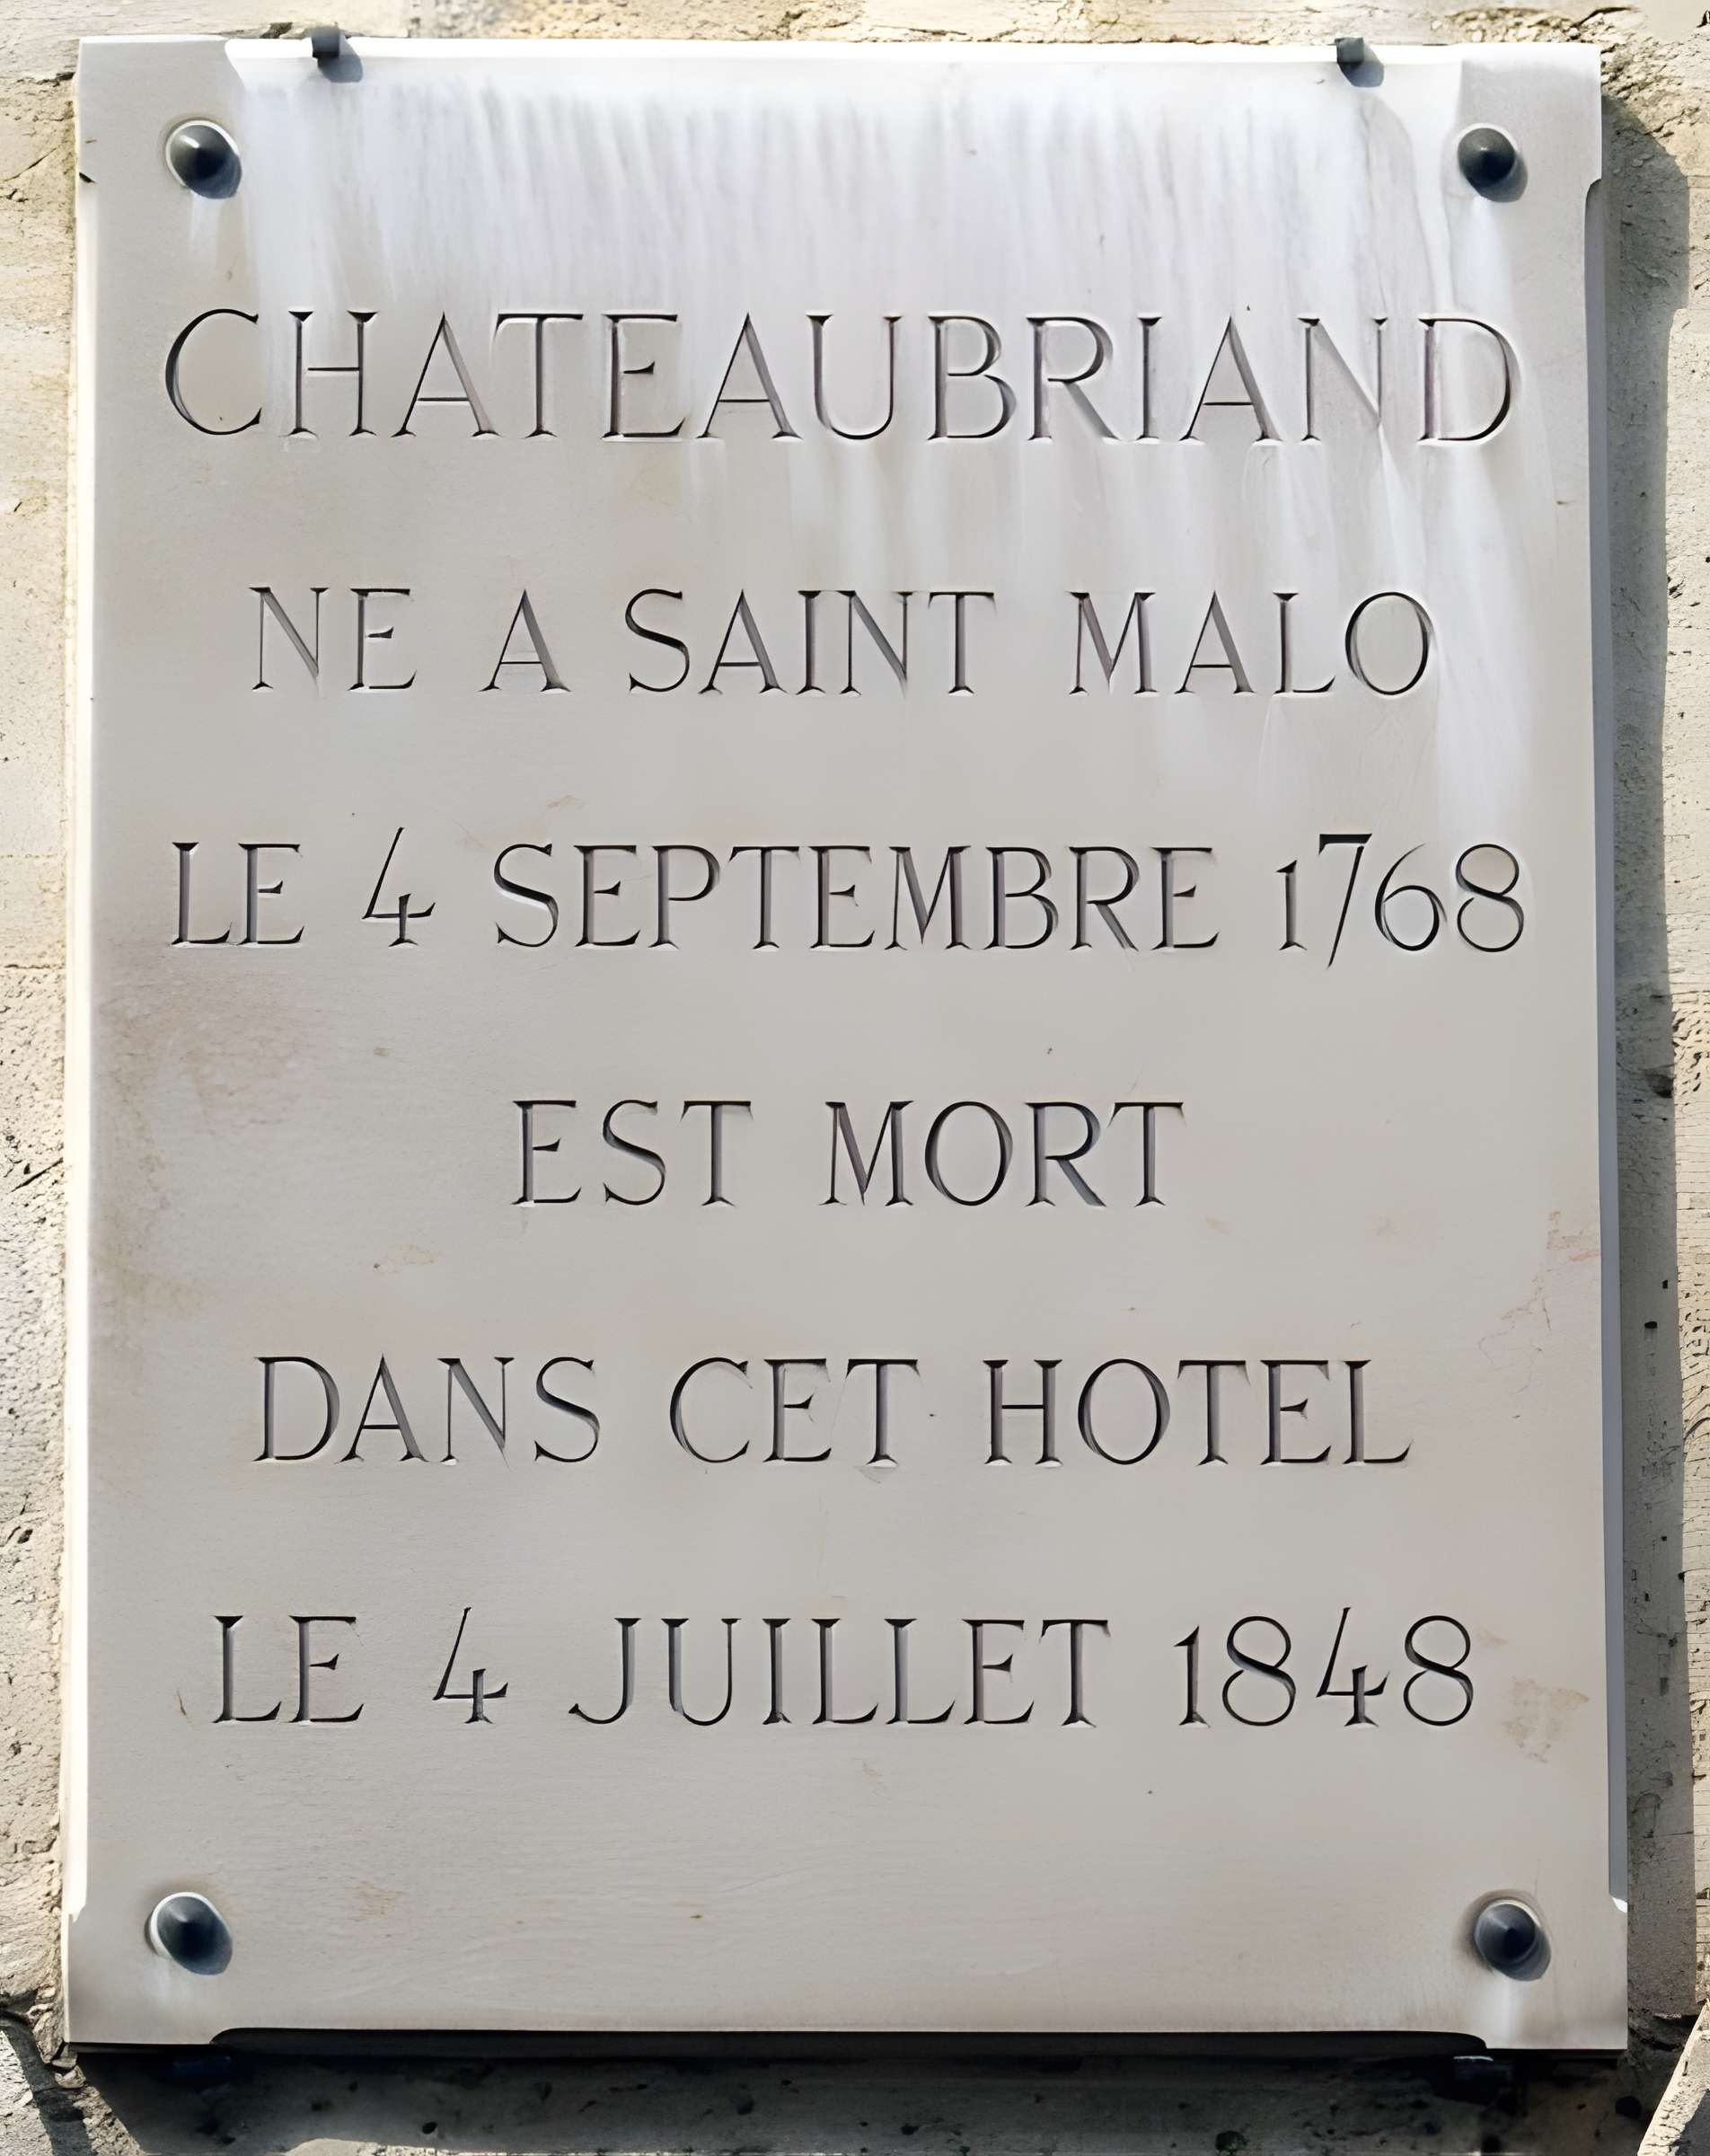 CHATEAUBRIAND
NE A SAINT MALO
LE 4 SEPTEMBRE 1768
EST MORT
DANS CET HOTEL
LE 4 JUILLET 1848